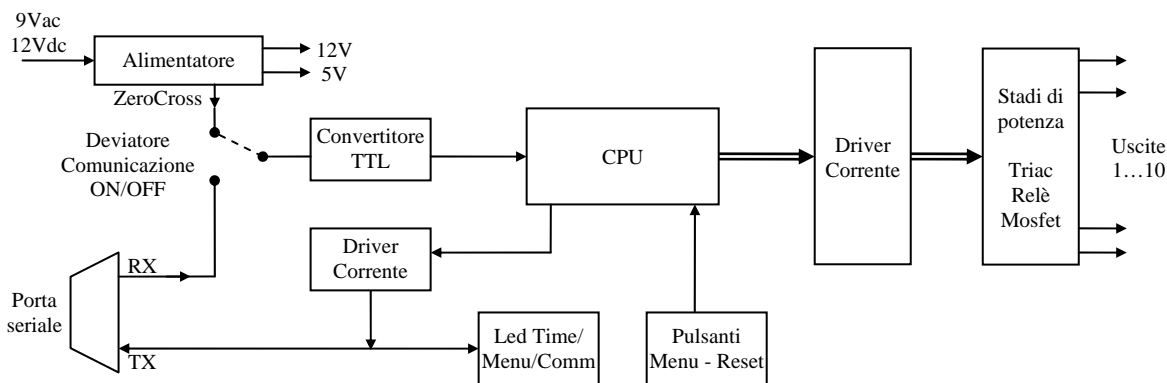 9Vac
12Vdc
Alimentatore
12V
5V
ZeroCross
Deviatore
Comunicazione
ON/OFF
Convertitore
TTL
CPU
Driver
Corrente
Stadi di
potenza
Triac
Relè
Mosfet
Uscite
1…10
Driver
Corrente
RX
Porta
seriale
TX
Led Time/
Menu/Comm
Pulsanti
Menu - Reset